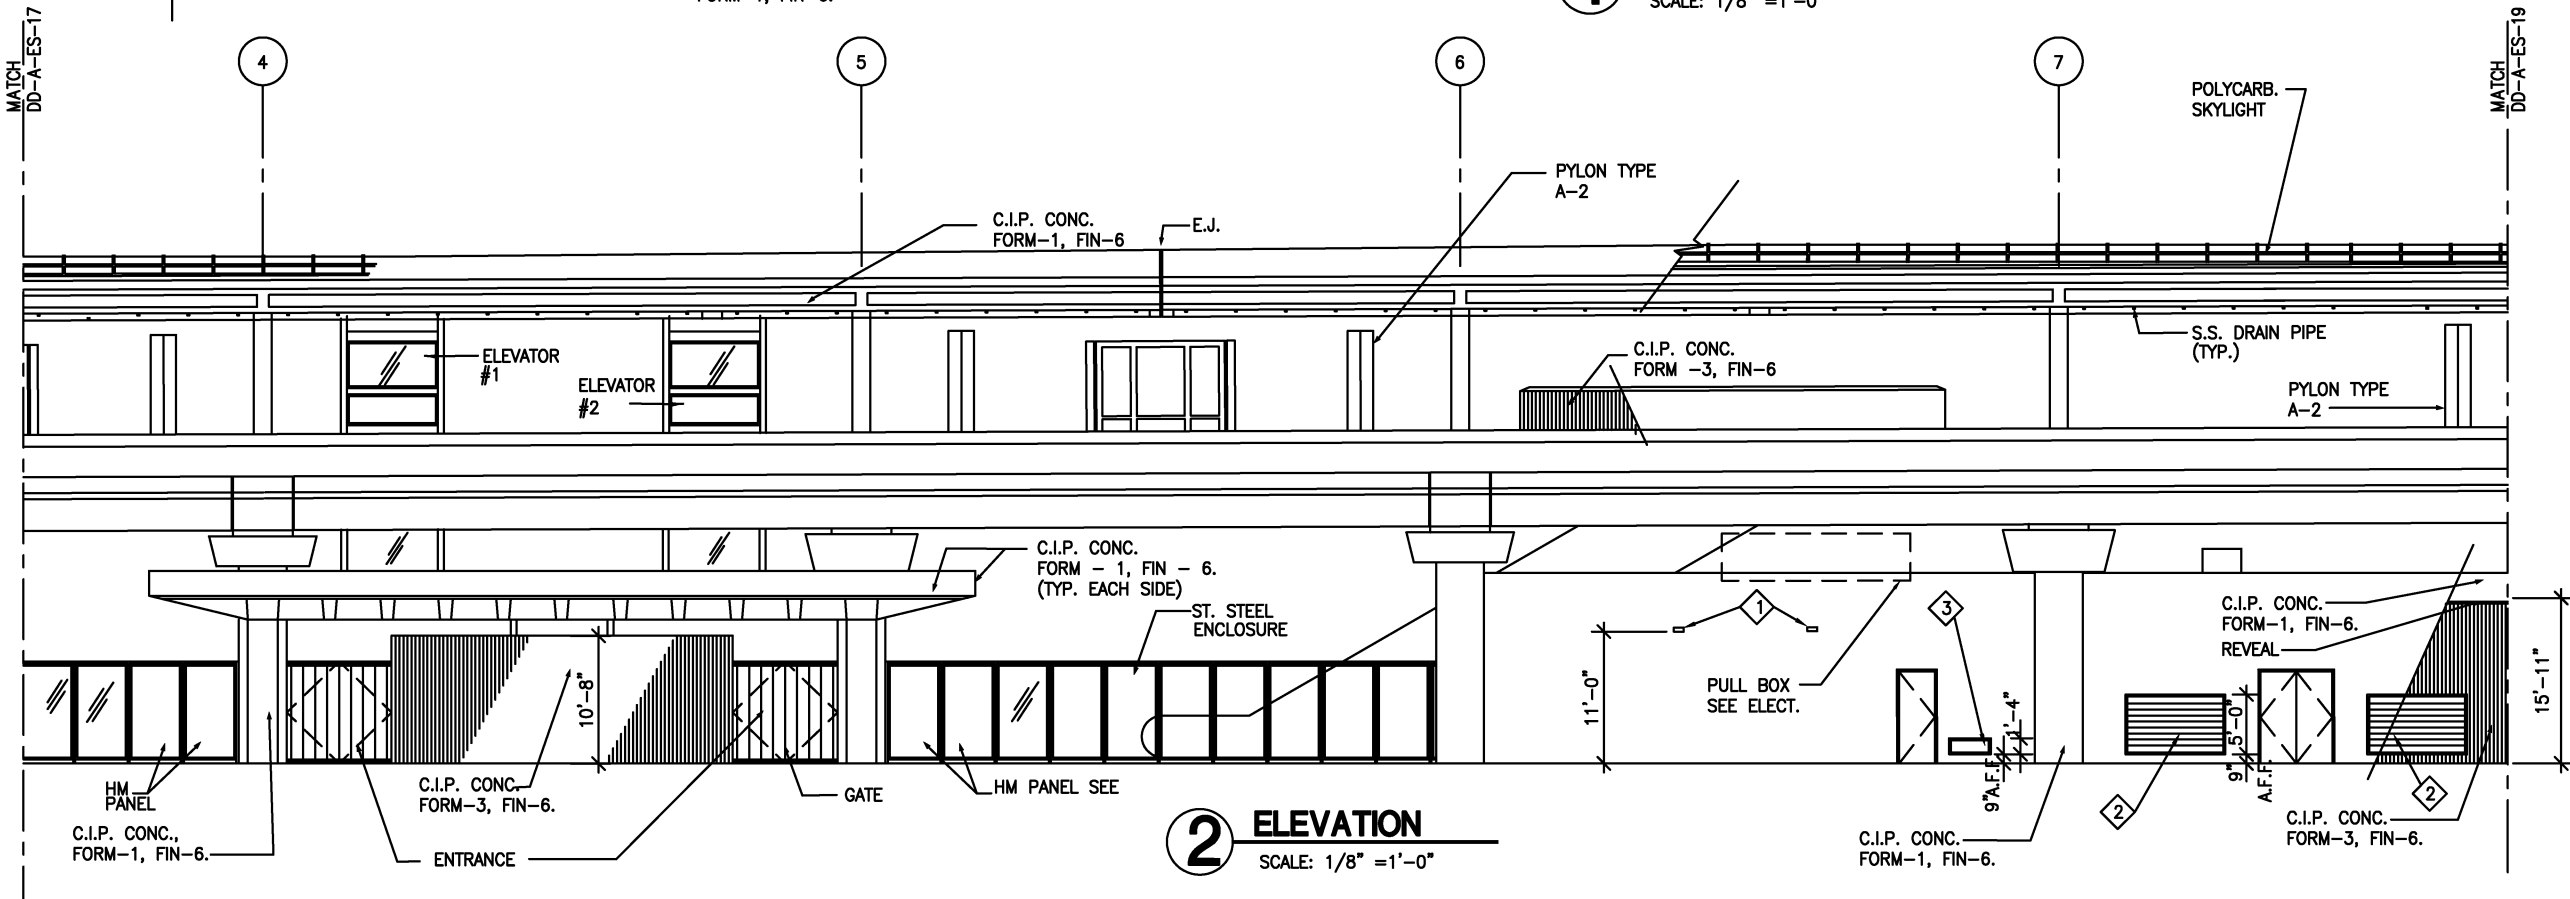 SCALE: 1/8" =1'-0"
MATCH
DD-A-ES-17
4
5
6
7
MATCH
DD-A-ES-19
POLYCARB.
SKYLIGHT
PYLON TYPE
A-2
C.I.P. CONC.
FORM-1, FIN-6
E.J.
ELEVATOR
#1
ELEVATOR
#2
C.I.P. CONC.
FORM -3, FIN-6
S.S. DRAIN PIPE
(TYP.)
PYLON TYPE
A-2
C.I.P. CONC.
FORM - 1, FIN - 6.
(TYP. EACH SIDE)
ST. STEEL
ENCLOSURE
1
3
C.I.P. CONC.
FORM-1, FIN-6.
REVEAL
10'-8"
11'-0"
PULL BOX
SEE ELECT.
1'-4"
9"A.F.F.
5'-0"
9"
A.F.F.
15'-11"
HM
PANEL
C.I.P. CONC.,
FORM-1, FIN-6.
C.I.P. CONC.
FORM-3, FIN-6.
ENTRANCE
GATE
HM PANEL SEE
2
2
C.I.P. CONC.
FORM-1, FIN-6.
C.I.P. CONC.
FORM-3, FIN-6.
2 ELEVATION
SCALE: 1/8" =1'-0"